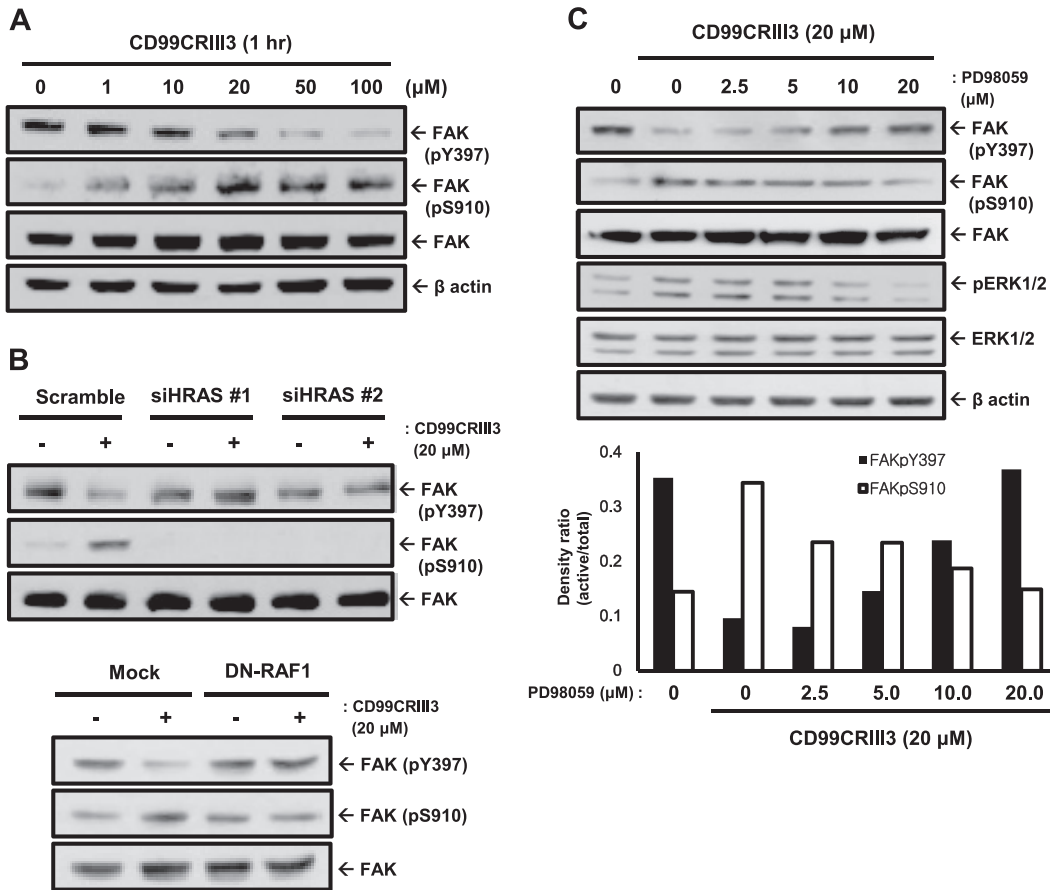 A
CD99CRIII3 (1 hr)
0 1 10 20 50 100 (µM)
← FAK
(pY397)
← FAK
(pS910)
← FAK
← β actin
B
Scramble siHRAS #1 siHRAS #2
- + - + - + : CD99CRIII3
(20 µM)
← FAK
(pY397)
← FAK
(pS910)
← FAK
Mock DN-RAF1
- + - + : CD99CRIII3
(20 µM)
← FAK (pY397)
← FAK (pS910)
← FAK
C
CD99CRIII3 (20 µM)
0 0 2.5 5 10 20 : PD98059
(µM)
← FAK
(pY397)
← FAK
(pS910)
← FAK
← pERK1/2
← ERK1/2
← β actin
Density ratio
(active/total)
0.4
0.3
0.2
0.1
0
FAKpY397
FAKpS910
PD98059 (µM) : 0 0 2.5 5.0 10.0 20.0
CD99CRIII3 (20 µM)